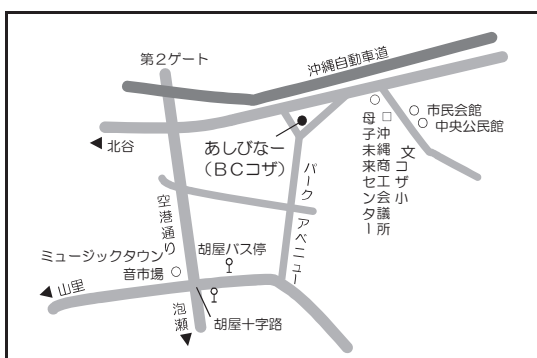 第2ゲート
沖縄自動車道
市民会館
中央公民館
北谷
あしびなー
（BCコザ）
母子未来センター
□沖縄商工会議所
文コザ小
パークアベニュー
空港通り
ミュージックタウン
音市場
胡屋バス停
山里
泡瀬
胡屋十字路